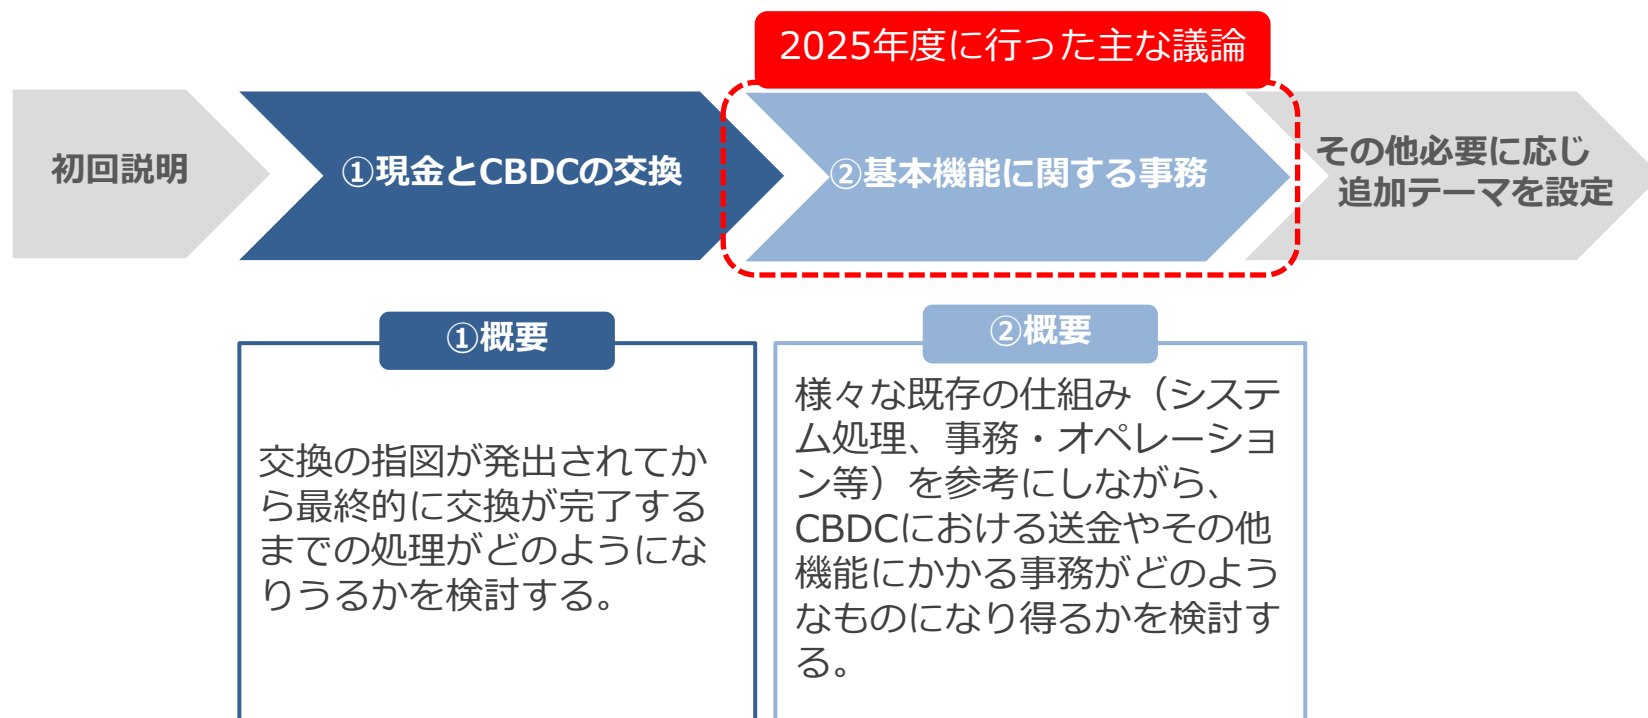 2025年度に行った主な議論
初回説明
①現金とCBDCの交換
②基本機能に関する事務
その他必要に応じ
追加テーマを設定
①概要
交換の指図が発出されてか
ら最終的に交換が完了する
までの処理がどのようにな
りうるかを検討する。
②概要
様々な既存の仕組み（システ
ム処理、事務・オペレーショ
ン等）を参考にしながら、
CBDCにおける送金やその他
機能にかかる事務がどのよう
なものになり得るかを検討す
る。